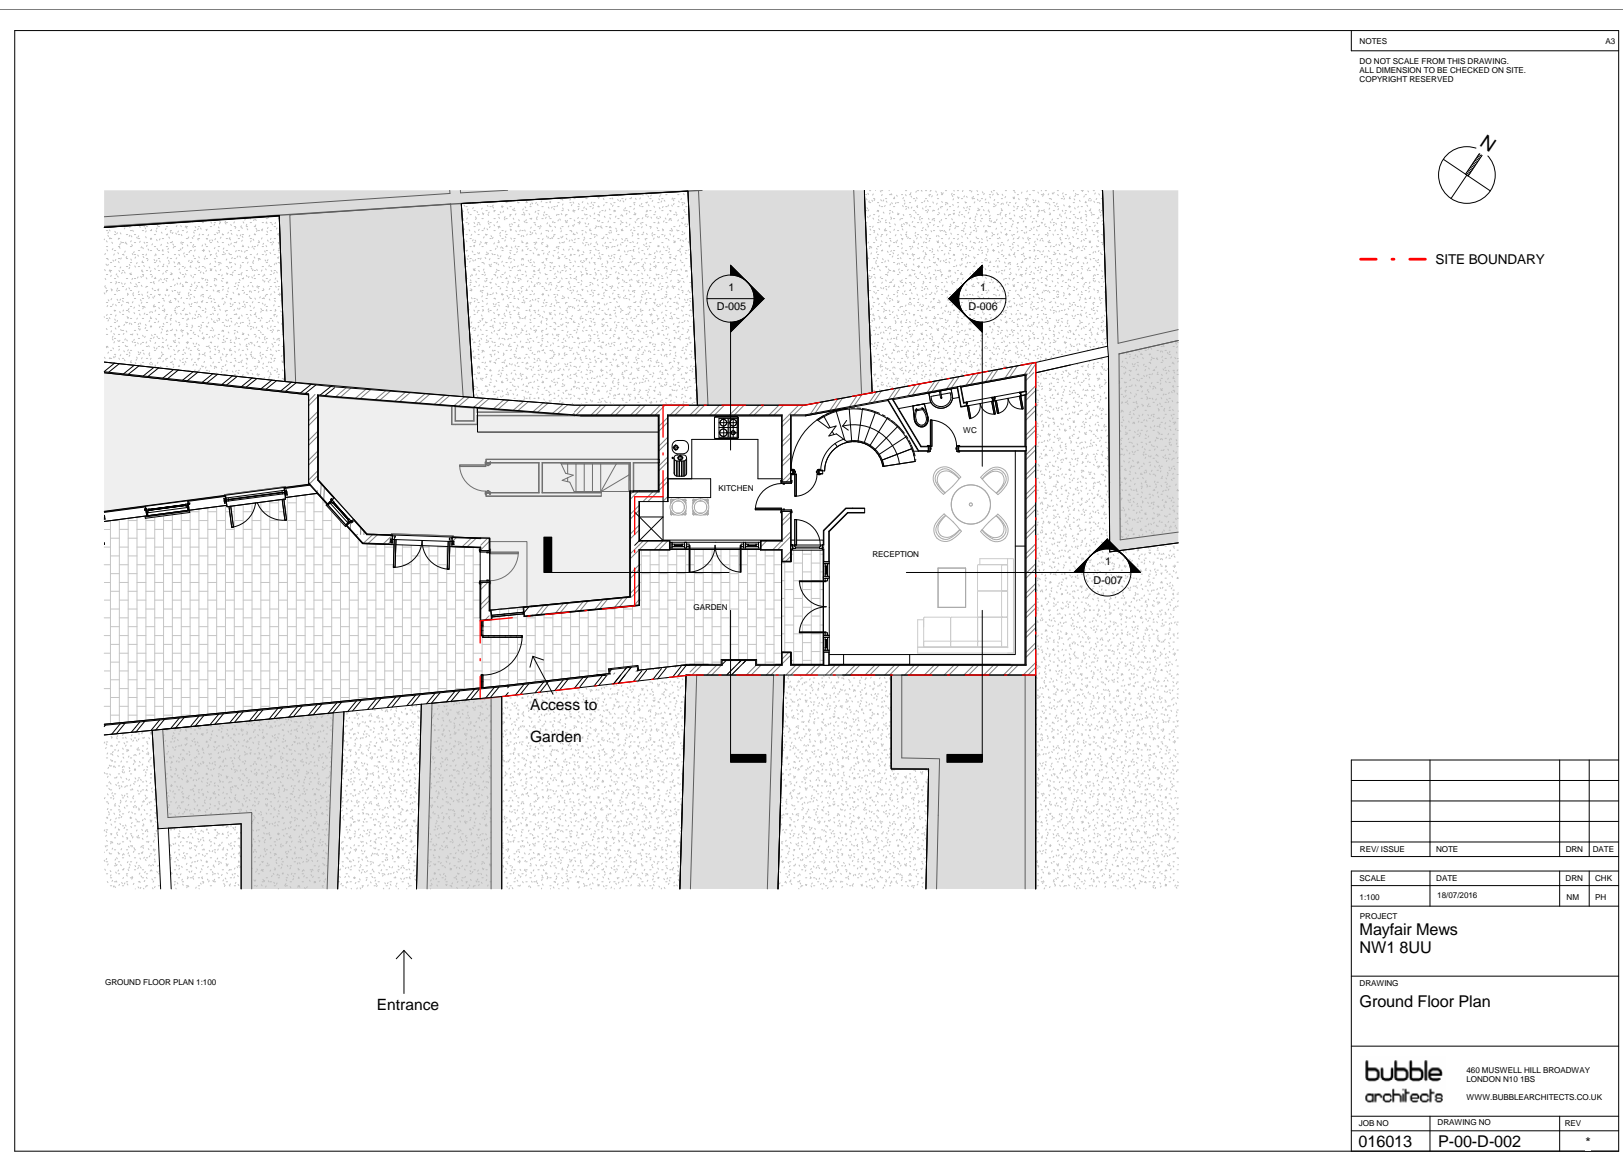 NOTES A3
DO NOT SCALE FROM THIS DRAWING.
ALL DIMENSION TO BE CHECKED ON SITE.
COPYRIGHT RESERVED
N
SITE BOUNDARY
1
D-005
1
D-006
WC
KITCHEN
RECEPTION
1
D-007
GARDEN
Access to
Garden
GROUND FLOOR PLAN 1:100
Entrance
REV/ ISSUE NOTE DRN DATE
SCALE DATE DRN CHK
1:100 18/07/2016 NM PH
PROJECT
Mayfair Mews
NW1 8UU
DRAWING
Ground Floor Plan
bubble
architects
460 MUSWELL HILL BROADWAY
LONDON N10 1BS
WWW.BUBBLEARCHITECTS.CO.UK
JOB NO DRAWING NO REV
016013 P-00-D-002 *